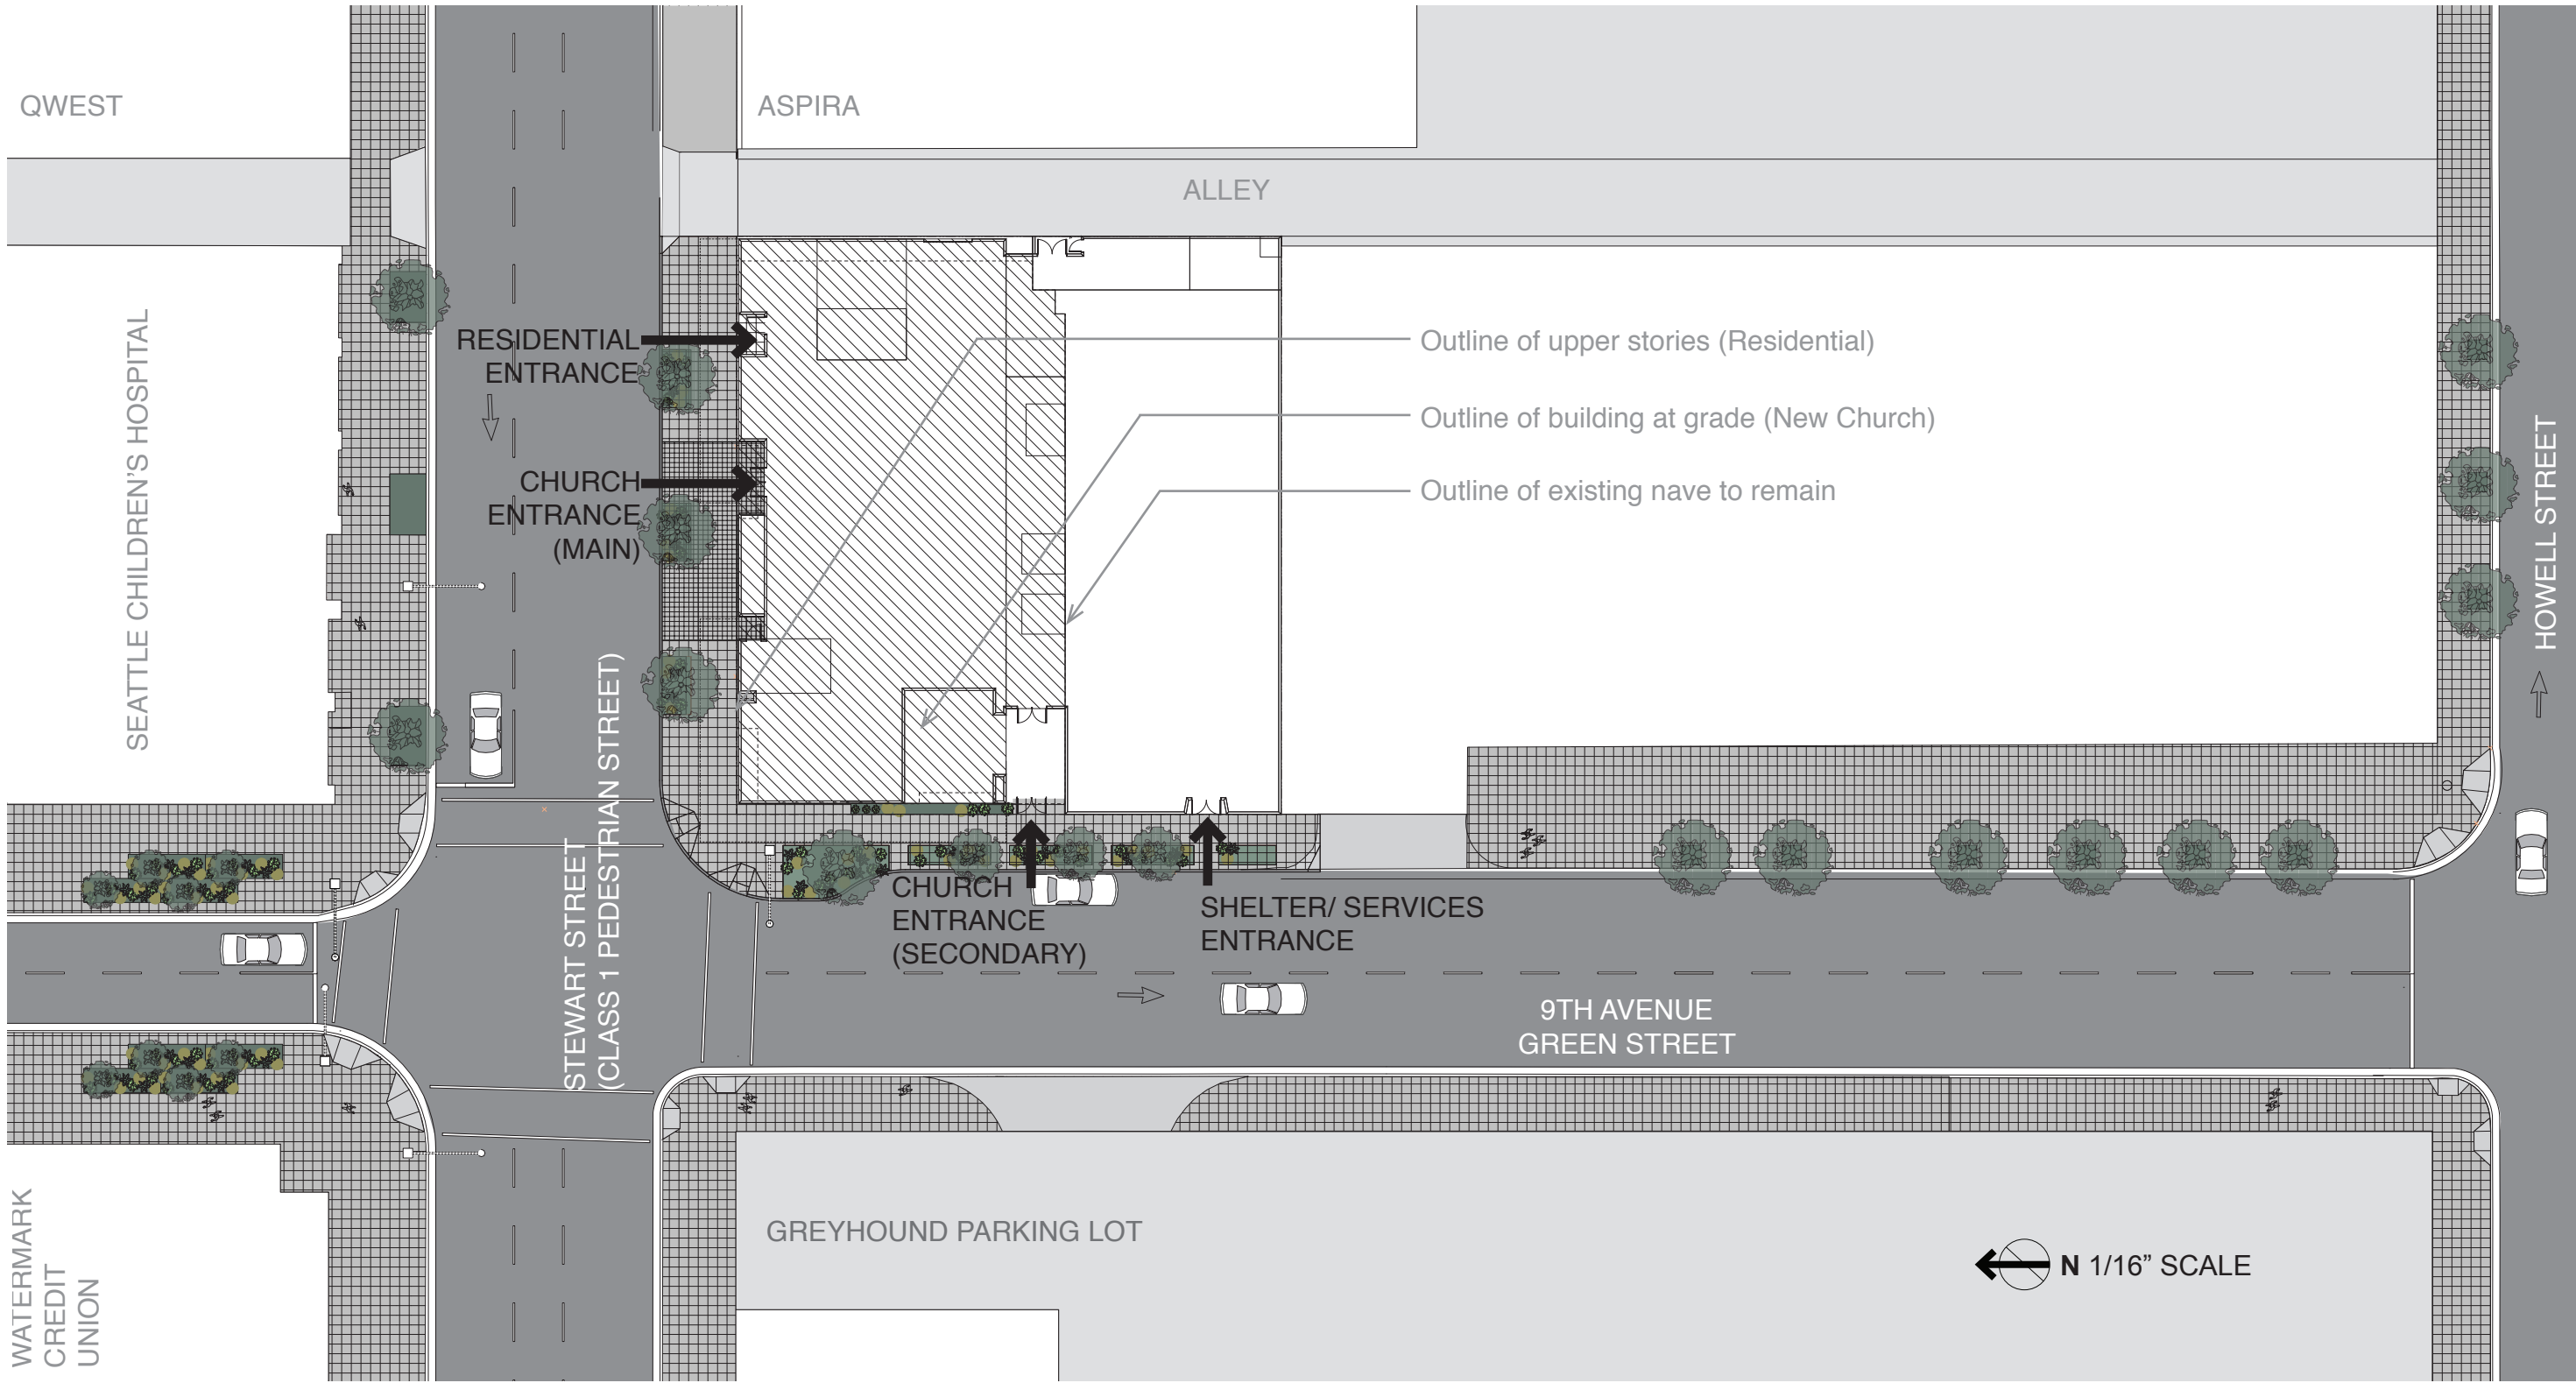 QWEST
ASPIRA
ALLEY
RESIDENTIAL
ENTRANCE
Outline of upper stories (Residential)
Outline of building at grade (New Church)
Outline of existing nave to remain
CHURCH
ENTRANCE
(MAIN)
SEATTLE CHILDREN'S HOSPITAL
HOWELL STREET
STEWART STREET
(CLASS 1 PEDESTRIAN STREET)
CHURCH
ENTRANCE
(SECONDARY)
SHELTER/ SERVICES
ENTRANCE
9TH AVENUE
GREEN STREET
WATERMARK
CREDIT
UNION
GREYHOUND PARKING LOT
N 1/16” SCALE